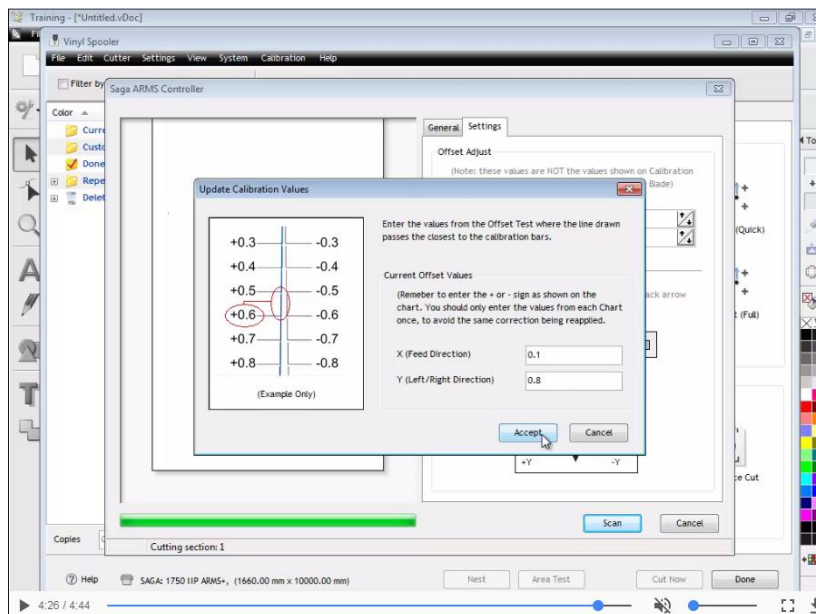 Training - [*Untitled.vDoc]
Vinyl Spooler
File Edit Cutter Settings View System Calibration Help
Filter by
Saga ARMS Controller
Color
Curre
Custo
Done
Repe
Delet
General Settings
Offset Adjust
(Note: these values are NOT the values shown on Calibration
Blade)
Update Calibration Values
+0.3 -0.3
+0.4 -0.4
+0.5 -0.5
+0.6 -0.6
+0.7 -0.7
+0.8 -0.8
(Example Only)
Enter the values from the Offset Test where the line drawn
passes the closest to the calibration bars.
Current Offset Values
(Remeber to enter the + or - sign as shown on the
chart. You should only enter the values from each Chart
once, to avoid the same correction being reapplied.
X (Feed Direction) 0.1
Y (Left/Right Direction) 0.8
Accept Cancel
ack arrow
(Quick)
(Full)
+Y -Y
ce Cut
Scan Cancel
Copies
Cutting section: 1
Help SAGA: 1750 IIP ARMS+, (1660.00 mm x 10000.00 mm)
Nest Area Test Cut Now Done
4:26 / 4:44